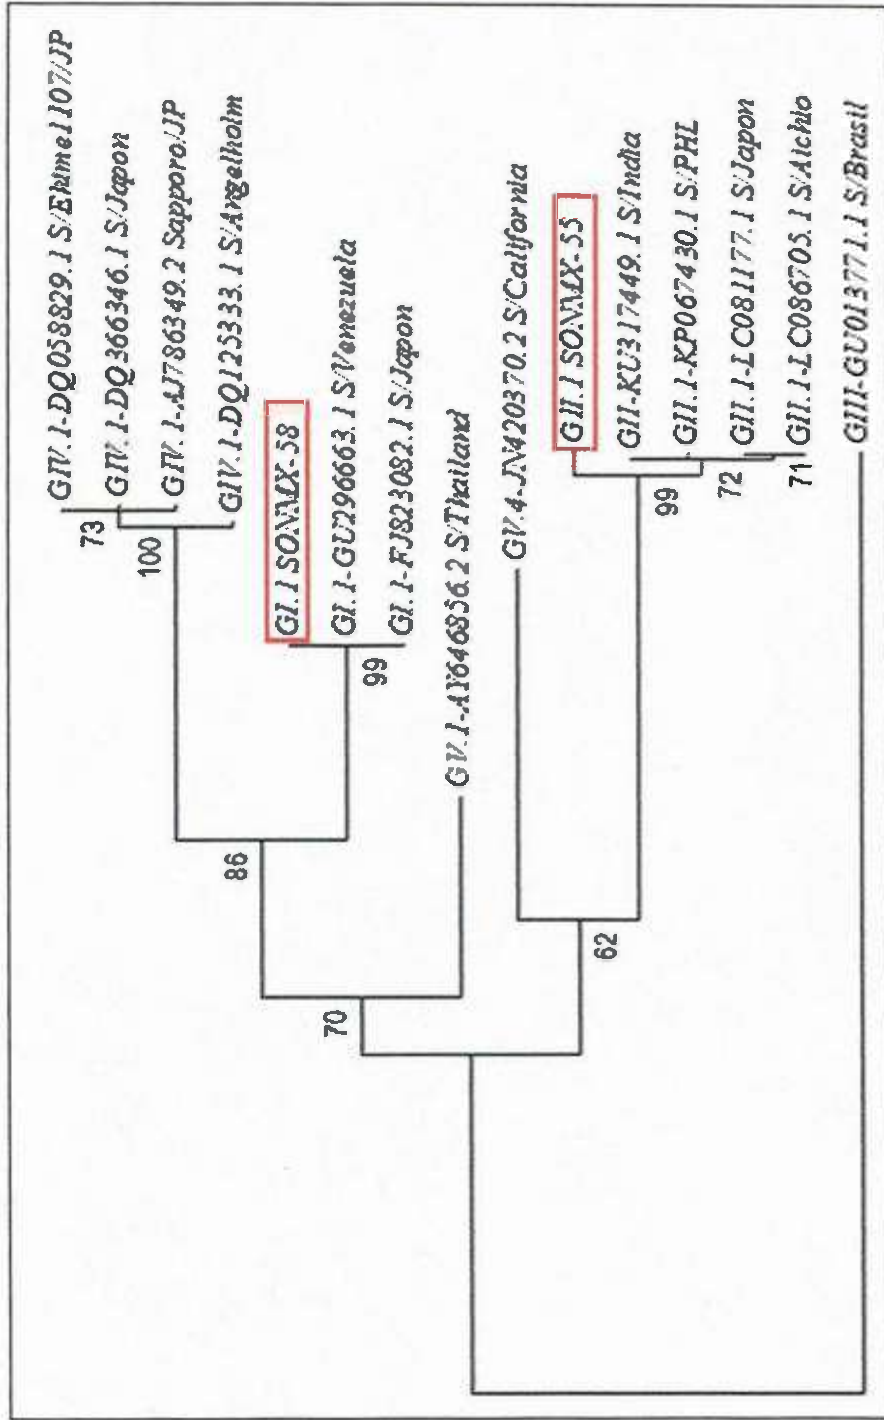 GIV.1-DQ058829.1 S/Ehime1107/JP
GIV.1-DQ366346.1 S/Japon
GIV.1-AJ786349.2 Sapporo/JP
GIV.1-DQ125333.1 S/Angelholm
GI.1 SONMX-58
GI.1-GU296663.1 S/Venezuela
GI.1-FJ823082.1 S/Japon
GV.1-AY646856.2 S/Thailand
GV.4-JN420370.2 S/California
GII.1 SONMX-55
GII-KU317449.1 S/India
GII.1-KP067430.1 S/PHL
GII.1-LC081177.1 S/Japon
GII.1-LC086705.1 S/Aichio
GIII-GU013771.1 S/Brasil
73
100
99
86
70
62
99
72
71